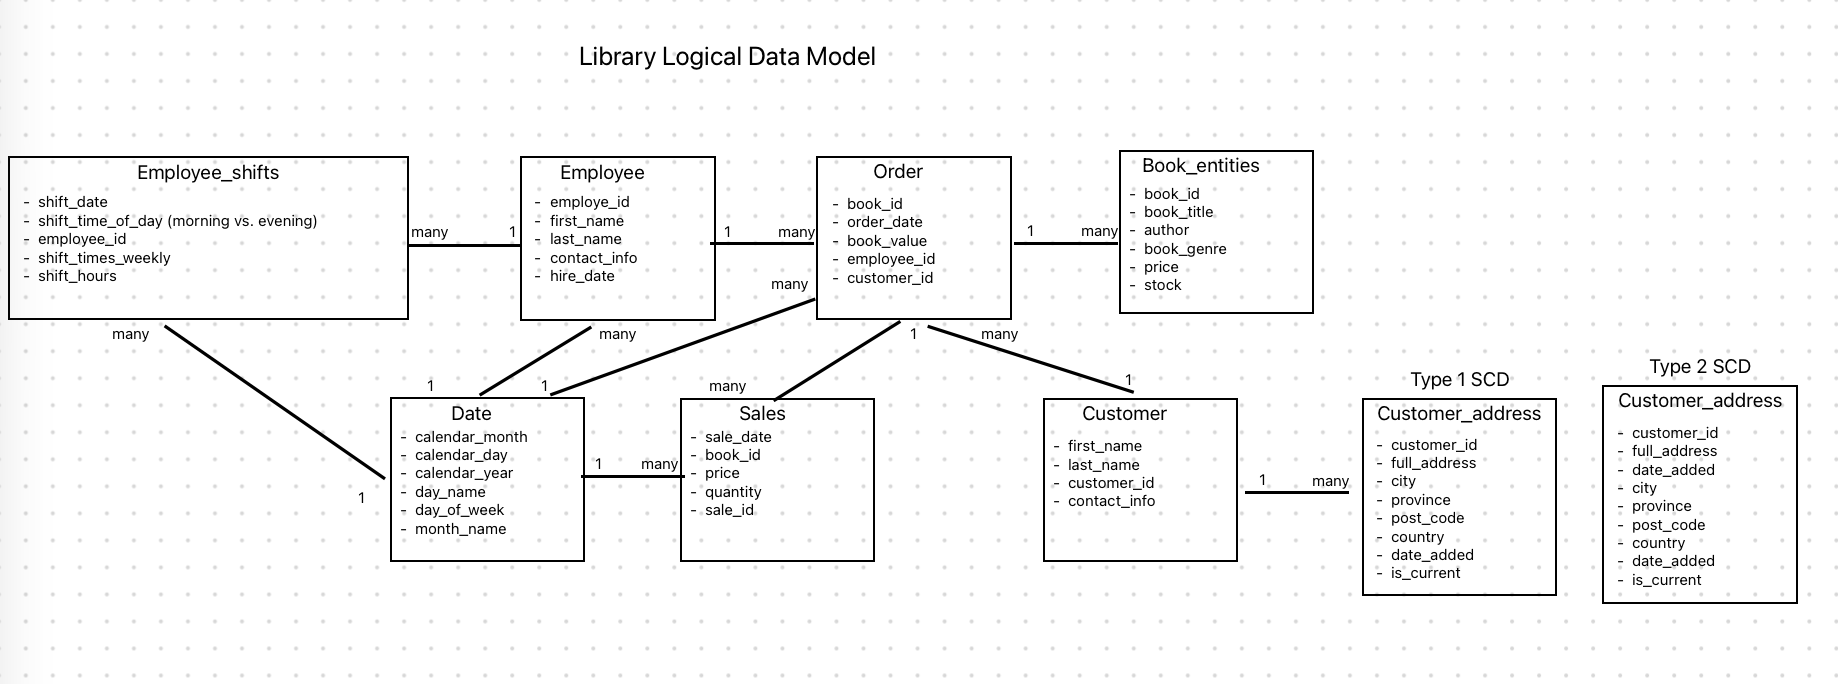 Library Logical Data Model
Employee_shifts
- shift_date
- shift_time_of_day (morning vs. evening)
- employee_id
- shift_times_weekly
- shift_hours
many
1
Employee
- employe_id
- first_name
- last_name
- contact_info
- hire_date
1
many
Order
- book_id
- order_date
- book_value
- employee_id
- customer_id
1
many
Book_entities
- book_id
- book_title
- author
- book_genre
- price
- stock
many
1
many
1
many
1
1
many
many
1
Date
- calendar_month
- calendar_day
- calendar_year
- day_name
- day_of_week
- month_name
1
many
Sales
- sale_date
- book_id
- price
- quantity
- sale_id
Customer
- first_name
- last_name
- customer_id
- contact_info
1
many
Type 1 SCD
Customer_address
- customer_id
- full_address
- city
- province
- post_code
- country
- date_added
- is_current
Type 2 SCD
Customer_address
- customer_id
- full_address
- date_added
- city
- province
- post_code
- country
- date_added
- is_current